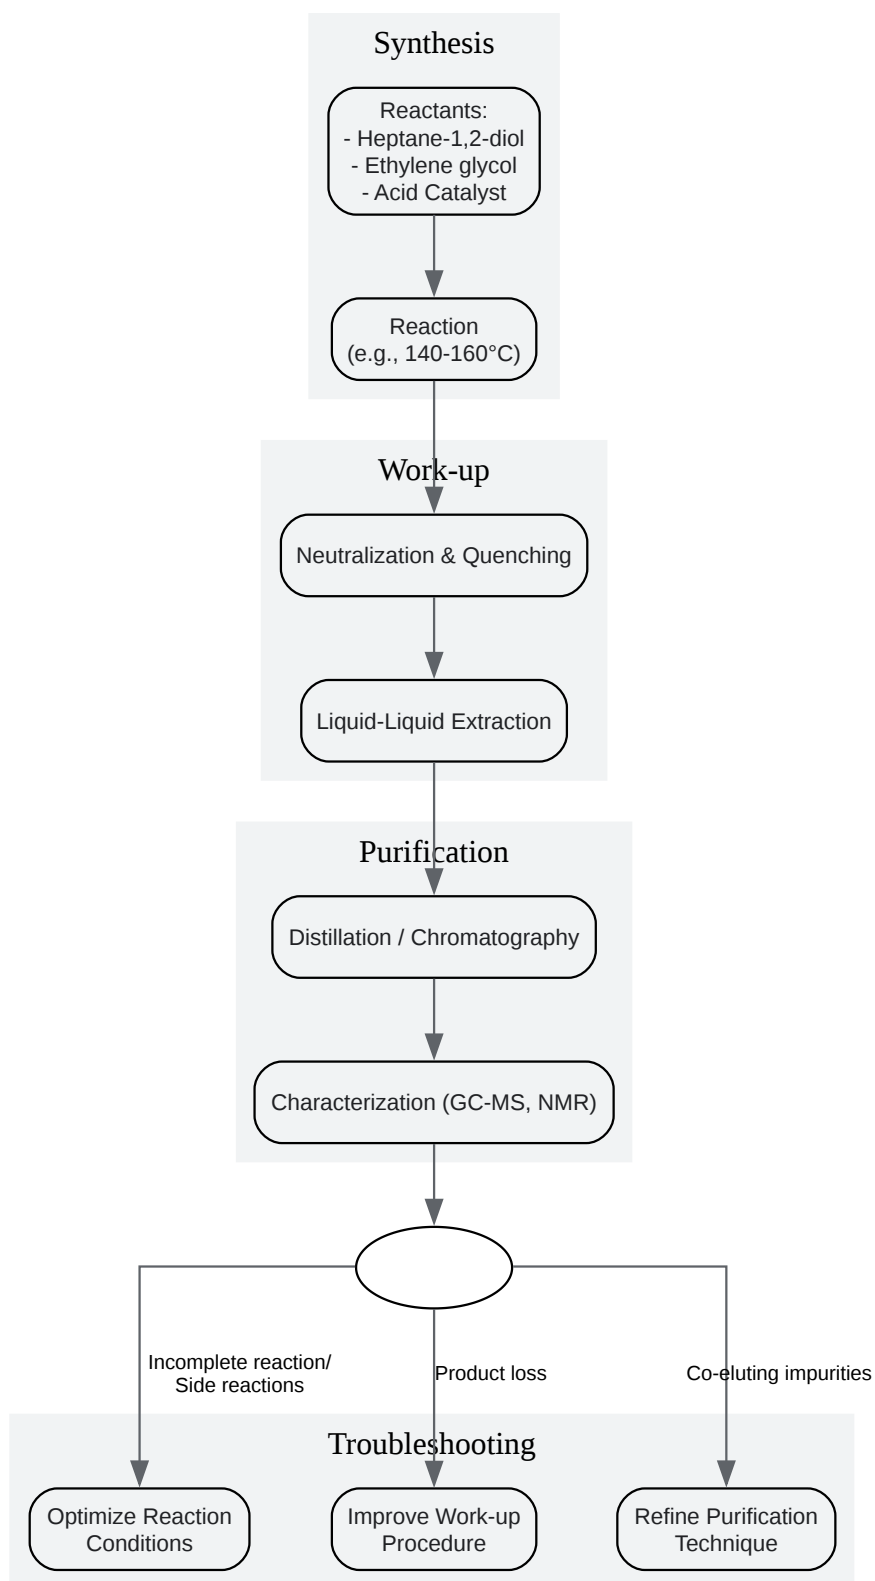 Synthesis
Reactants:
- Heptane-1,2-diol
- Ethylene glycol
- Acid Catalyst
Reaction
(e.g., 140-160°C)
Work-up
Neutralization & Quenching
Liquid-Liquid Extraction
Purification
Distillation / Chromatography
Characterization (GC-MS, NMR)
Incomplete reaction/
Side reactions
Product loss
Co-eluting impurities
Troubleshooting
Optimize Reaction
Conditions
Improve Work-up
Procedure
Refine Purification
Technique